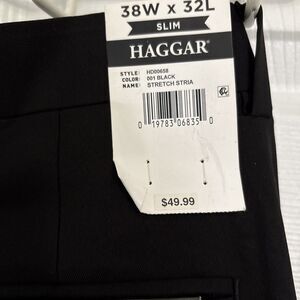 38W x 32L
SLIM
HAGGAR
STYLE: HD00658
COLOR: 001 BLACK
NAME: STRETCH STRIA
0 19783 06835 0
$49.99